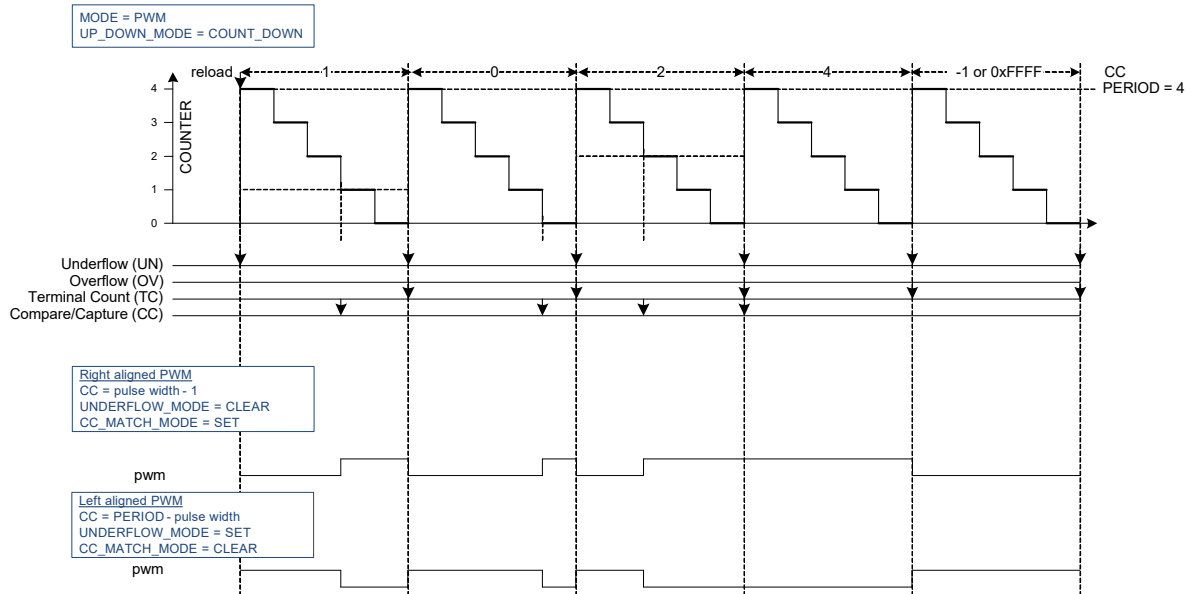 MODE = PWM
UP_DOWN_MODE = COUNT_DOWN
reload 1 0 2 4 -1 or 0xFFFF CC
PERIOD = 4
4
3
2
1
0
COUNTER
Underflow (UN)
Overflow (OV)
Terminal Count (TC)
Compare/Capture (CC)
Right aligned PWM
CC = pulse width - 1
UNDERFLOW_MODE = CLEAR
CC_MATCH_MODE = SET
pwm
Left aligned PWM
CC = PERIOD - pulse width
UNDERFLOW_MODE = SET
CC_MATCH_MODE = CLEAR
pwm